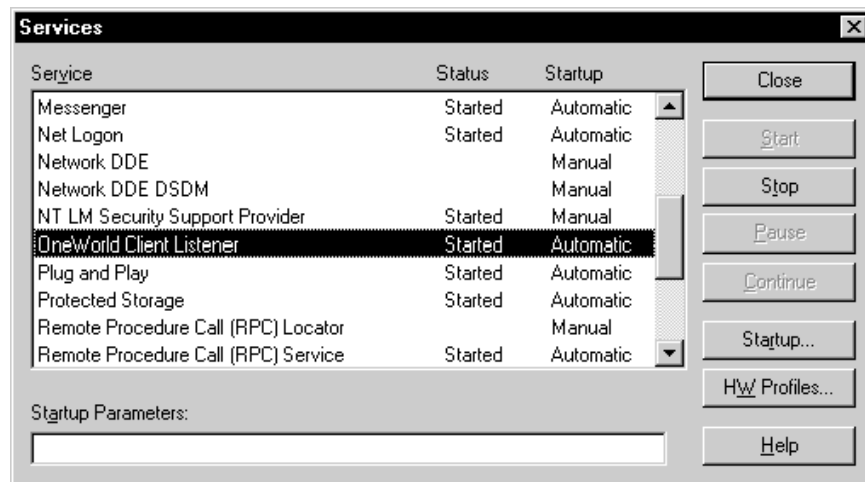 Services
Service Status Startup
Messenger Started Automatic
Net Logon Started Automatic
Network DDE Manual
Network DDE DSDM Manual
NT LM Security Support Provider Started Manual
OneWorld Client Listener Started Automatic
Plug and Play Started Automatic
Protected Storage Started Automatic
Remote Procedure Call (RPC) Locator Manual
Remote Procedure Call (RPC) Service Started Automatic
Startup Parameters:
Close
Start
Stop
Pause
Continue
Startup...
HW Profiles...
Help